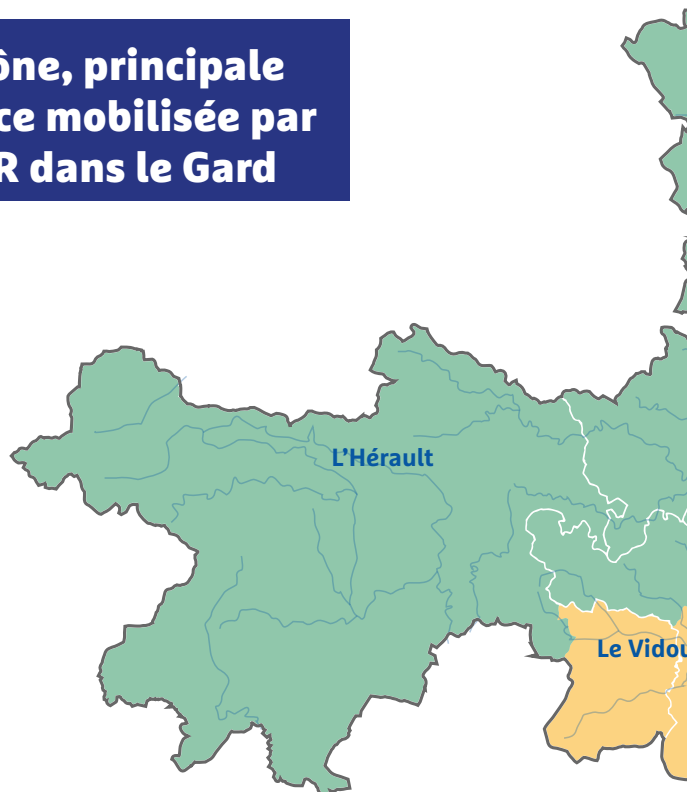 ône, principale
ce mobilisée par
R dans le Gard
L'Hérault
Le Vidou